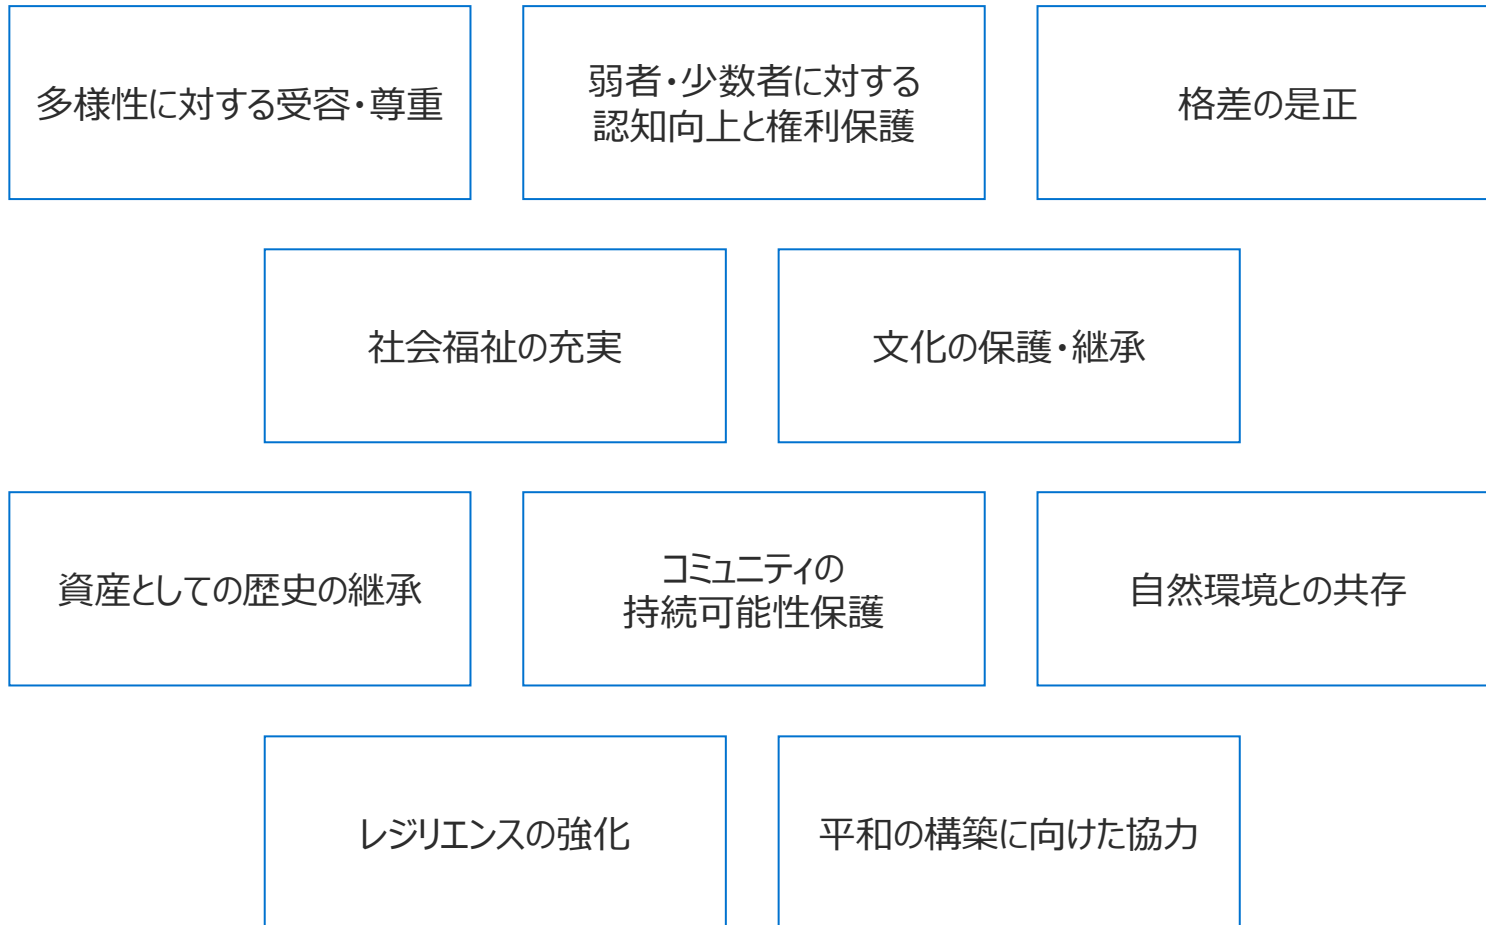 多様性に対する受容・尊重
弱者・少数者に対する
認知向上と権利保護
格差の是正
社会福祉の充実
文化の保護・継承
資産としての歴史の継承
コミュニティの
持続可能性保護
自然環境との共存
レジリエンスの強化
平和の構築に向けた協力